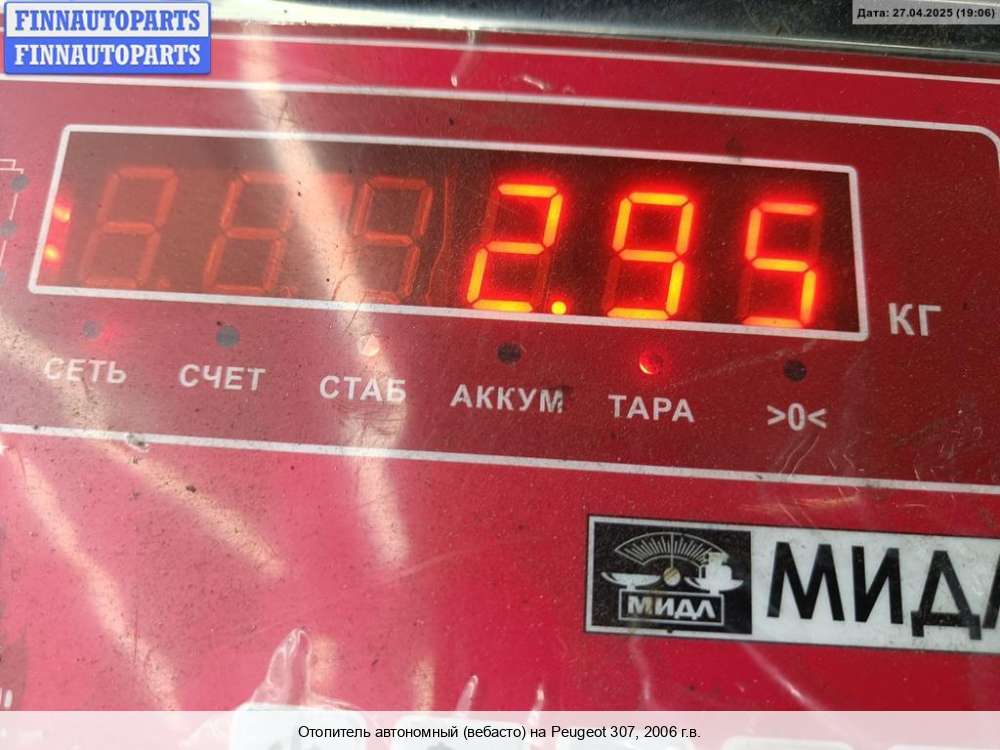 FINNAUTOPARTS
FINNAUTOPARTS
Дата: 27.04.2025 (19:06)
2.95
КГ
СЕТЬ СЧЕТ СТАБ АККУМ ТАРА >0<
МИДЛ МИДЛ
Отопитель автономный (вебасто) на Peugeot 307, 2006 г.в.